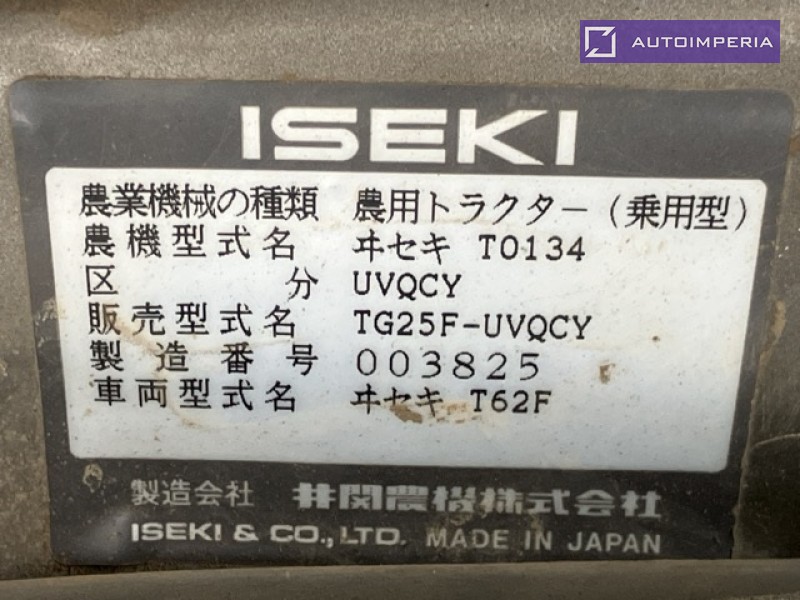 AUTOIMPERIA
ISEKI
農業機械の種類 農用トラクター(乗用型)
農機型式名 ヰセキ T0134
区分 UVQCY
販売型式名 TG25F-UVQCY
製造番号 003825
車両型式名 ヰセキ T62F
製造会社 井関農機株式会社
ISEKI & CO., LTD. MADE IN JAPAN